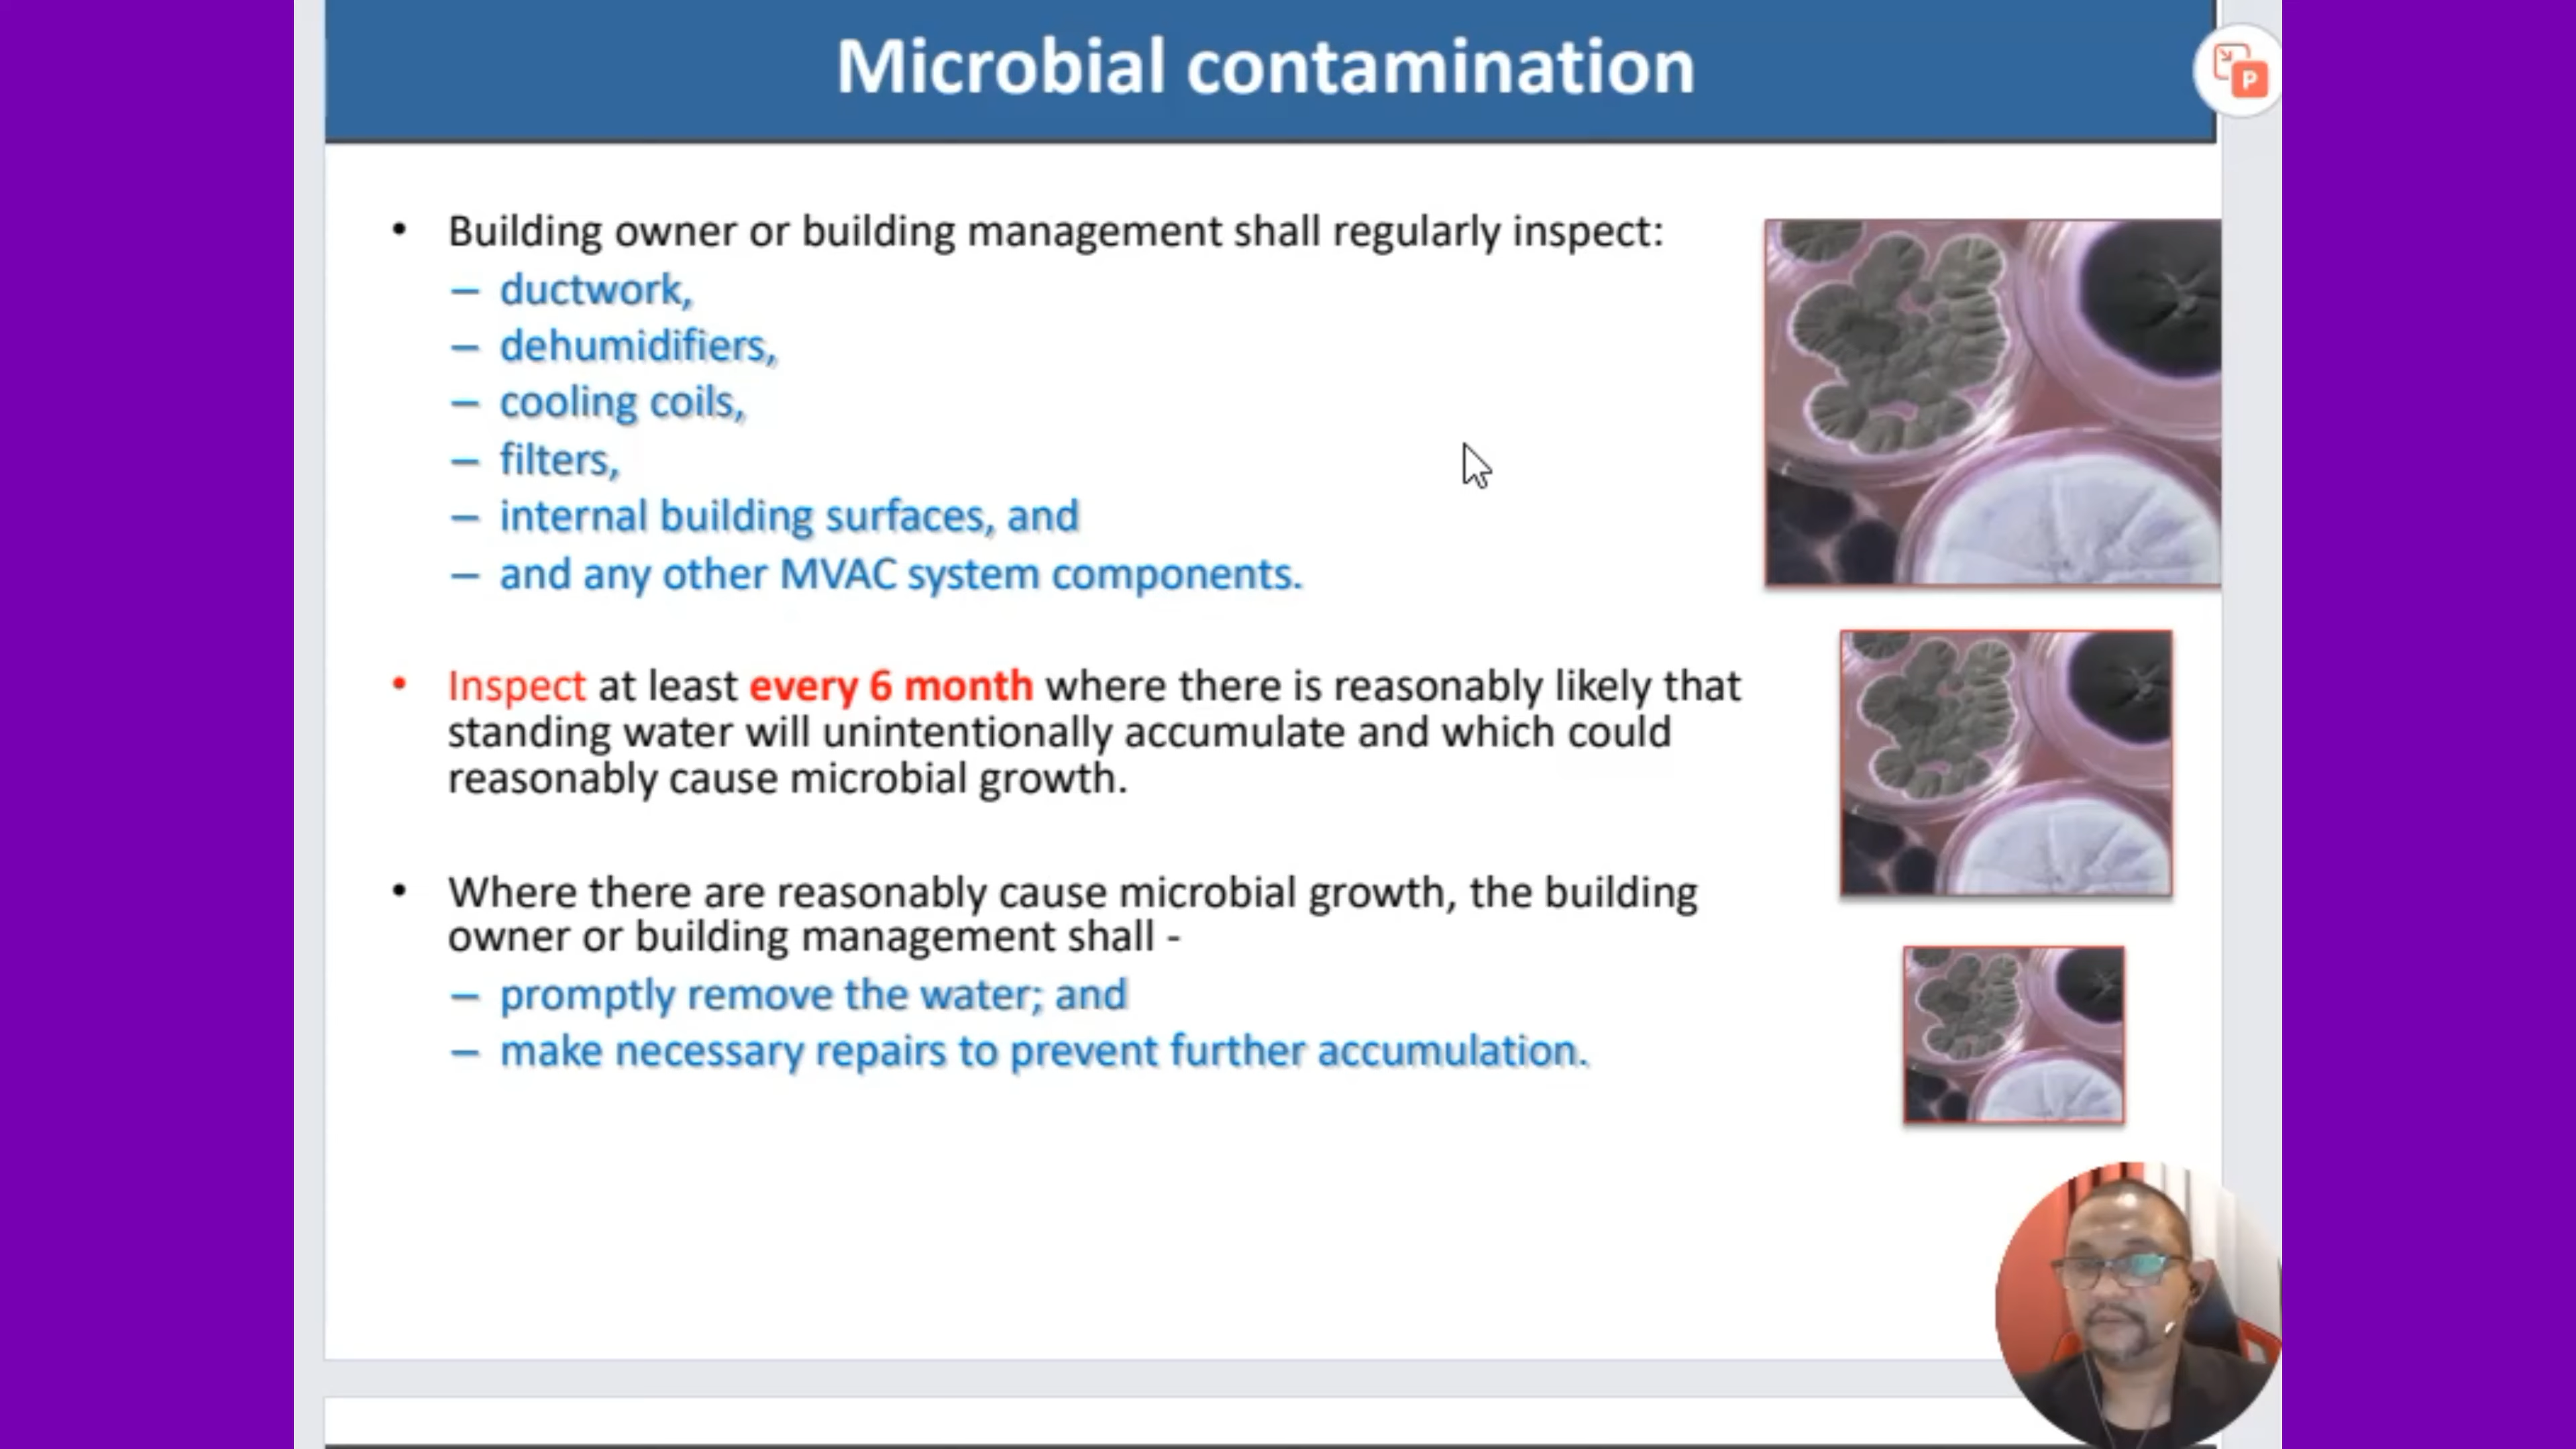 Microbial contamination
P
• Building owner or building management shall regularly inspect:
– ductwork,
– dehumidifiers,
– cooling coils,
– filters,
– internal building surfaces, and
– and any other MVAC system components.
• Inspect at least every 6 month where there is reasonably likely that
standing water will unintentionally accumulate and which could
reasonably cause microbial growth.
• Where there are reasonably cause microbial growth, the building
owner or building management shall -
– promptly remove the water; and
– make necessary repairs to prevent further accumulation.